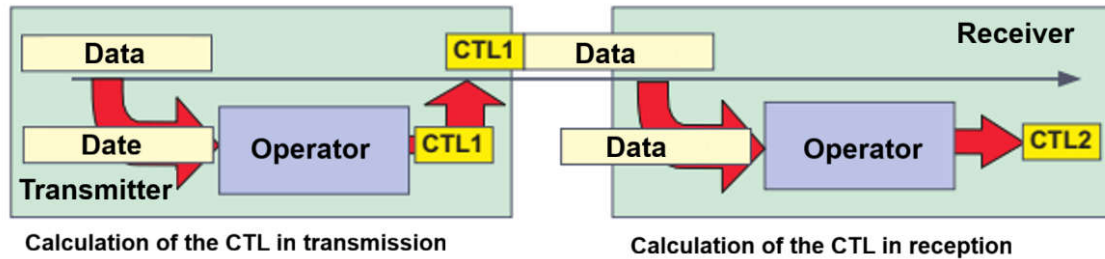 Data
CTL1 Data
Receiver
Date
Operator
CTL1
Transmitter
Data
Operator
CTL2
Calculation of the CTL in transmission
Calculation of the CTL in reception